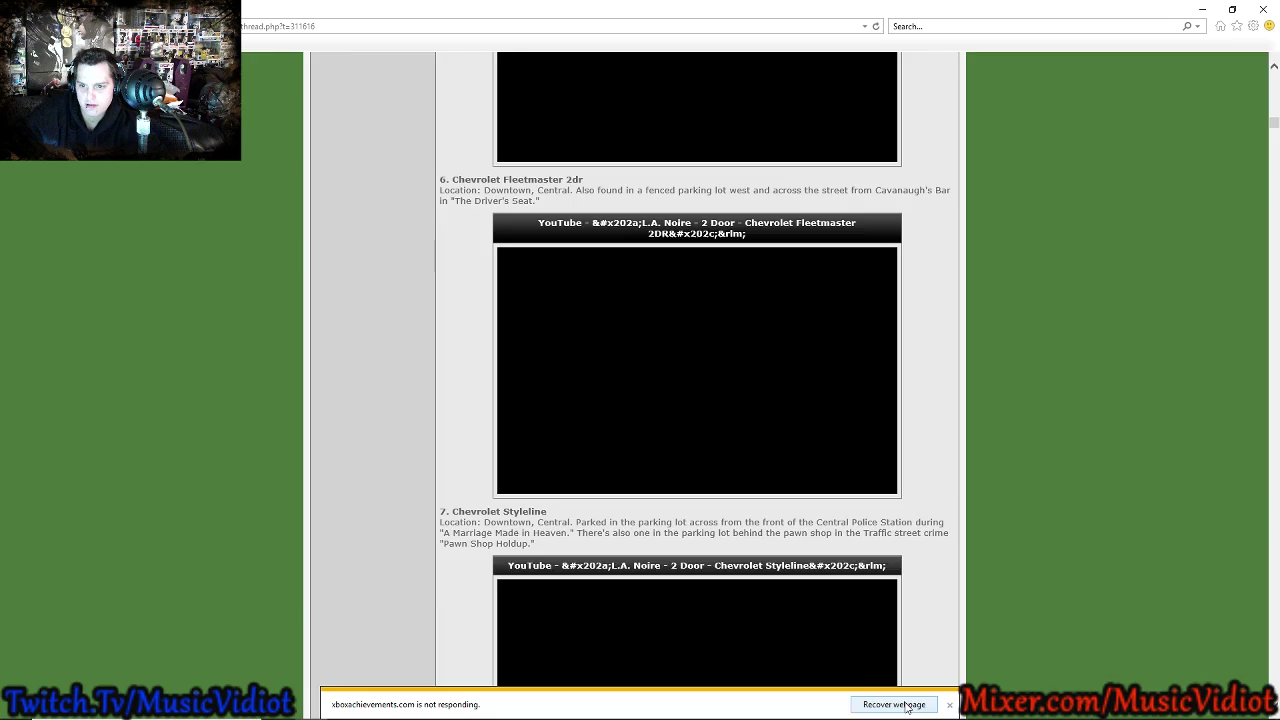 thread.php?t=311616
Search...
6. Chevrolet Fleetmaster 2dr
Location: Downtown, Central. Also found in a fenced parking lot west and across the street from Cavanaugh's Bar
in "The Driver's Seat."
YouTube - &#x202a;L.A. Noire - 2 Door - Chevrolet Fleetmaster
2DR&#x202c;&rlm;
7. Chevrolet Styleline
Location: Downtown, Central. Parked in the parking lot across from the front of the Central Police Station during
"A Marriage Made in Heaven." There's also one in the parking lot behind the pawn shop in the Traffic street crime
"Pawn Shop Holdup."
YouTube - &#x202a;L.A. Noire - 2 Door - Chevrolet Styleline&#x202c;&rlm;
xboxachievements.com is not responding.
Recover webpage
Twitch.Tv/MusicVidiot
Mixer.com/MusicVidiot